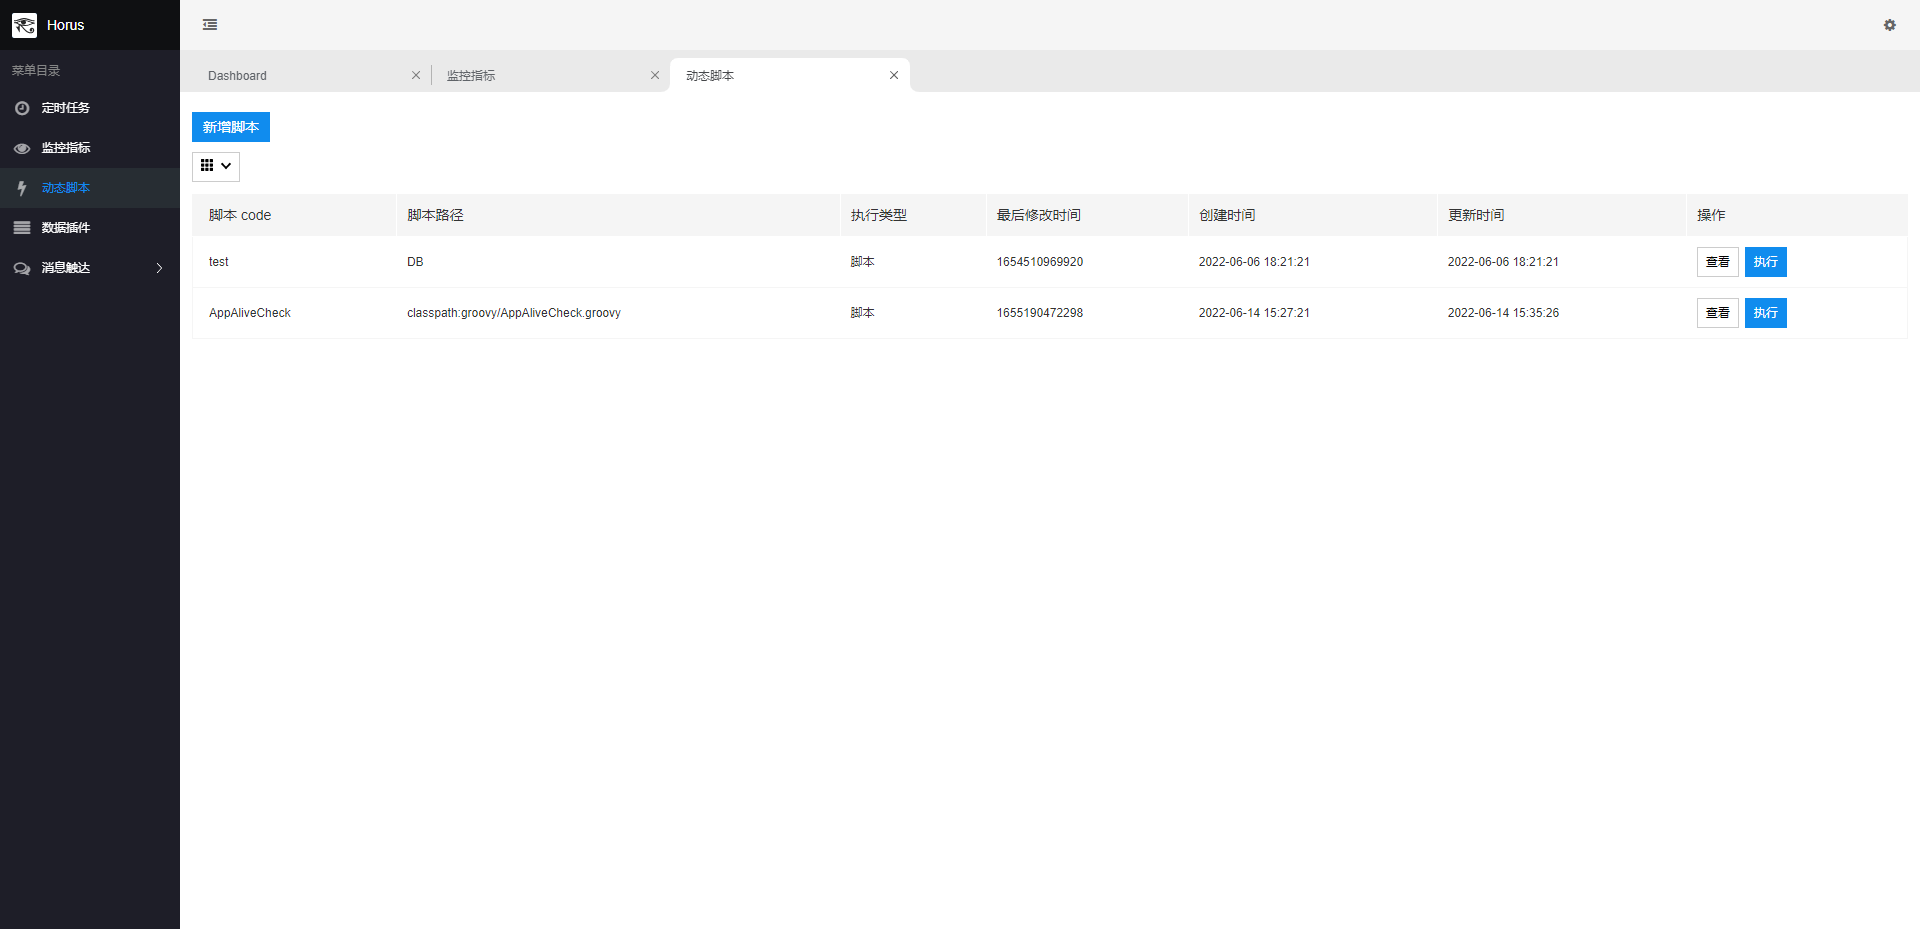 Horus
菜单目录
定时任务
监控指标
动态脚本
数据插件
消息触达
Dashboard 监控指标 动态脚本
新增脚本
脚本 code 脚本路径 执行类型 最后修改时间 创建时间 更新时间 操作
test DB 脚本 1654510969920 2022-06-06 18:21:21 2022-06-06 18:21:21 查看 执行
AppAliveCheck classpath:groovy/AppAliveCheck.groovy 脚本 1655190472298 2022-06-14 15:27:21 2022-06-14 15:35:26 查看 执行